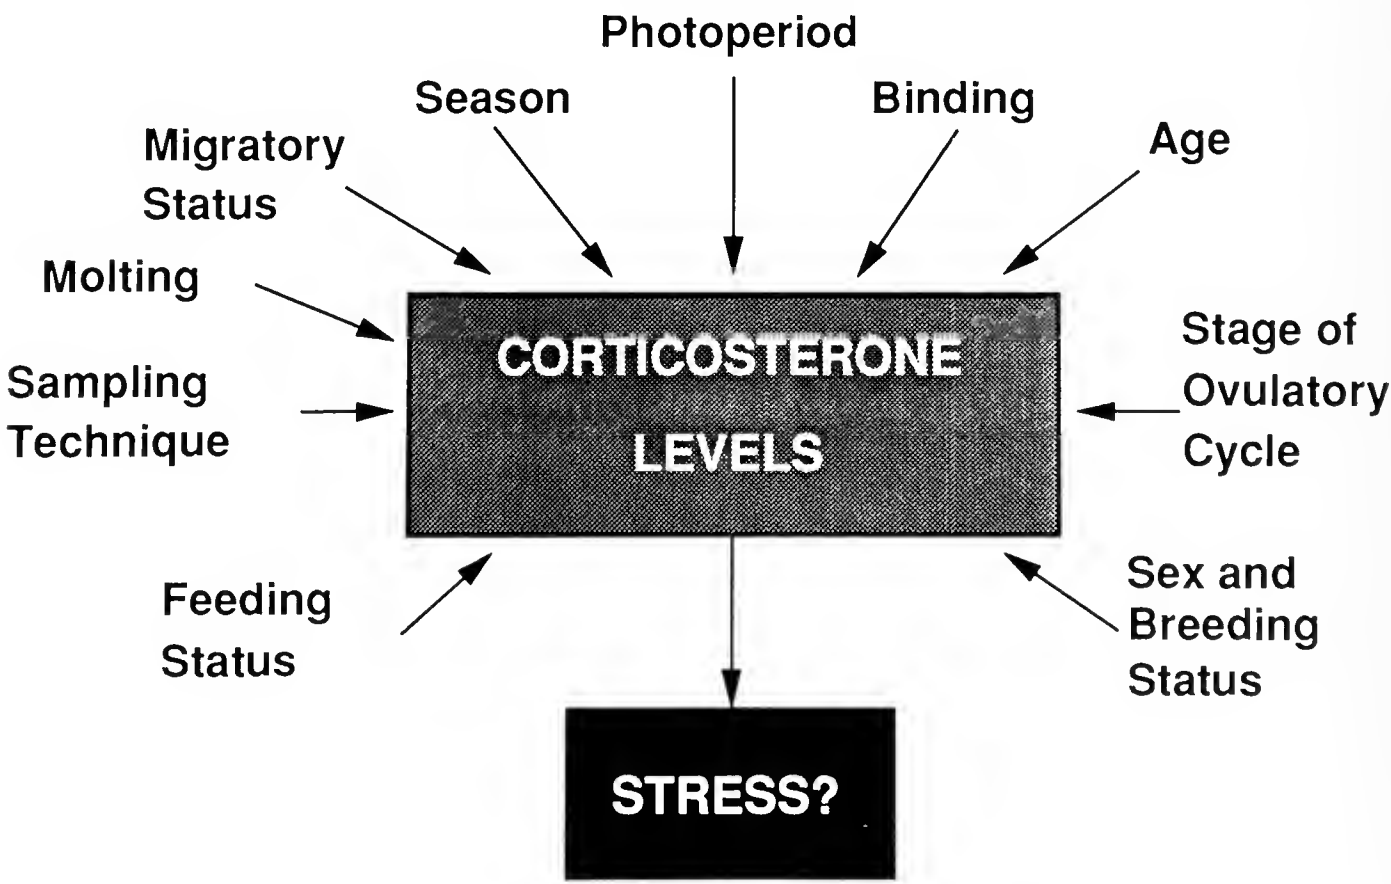 Photoperiod
Season
Binding
Migratory
Status
Age
Molting
Sampling
Technique
CORTICOSTERONE
LEVELS
Stage of
Ovulatory
Cycle
Feeding
Status
Sex and
Breeding
Status
STRESS?